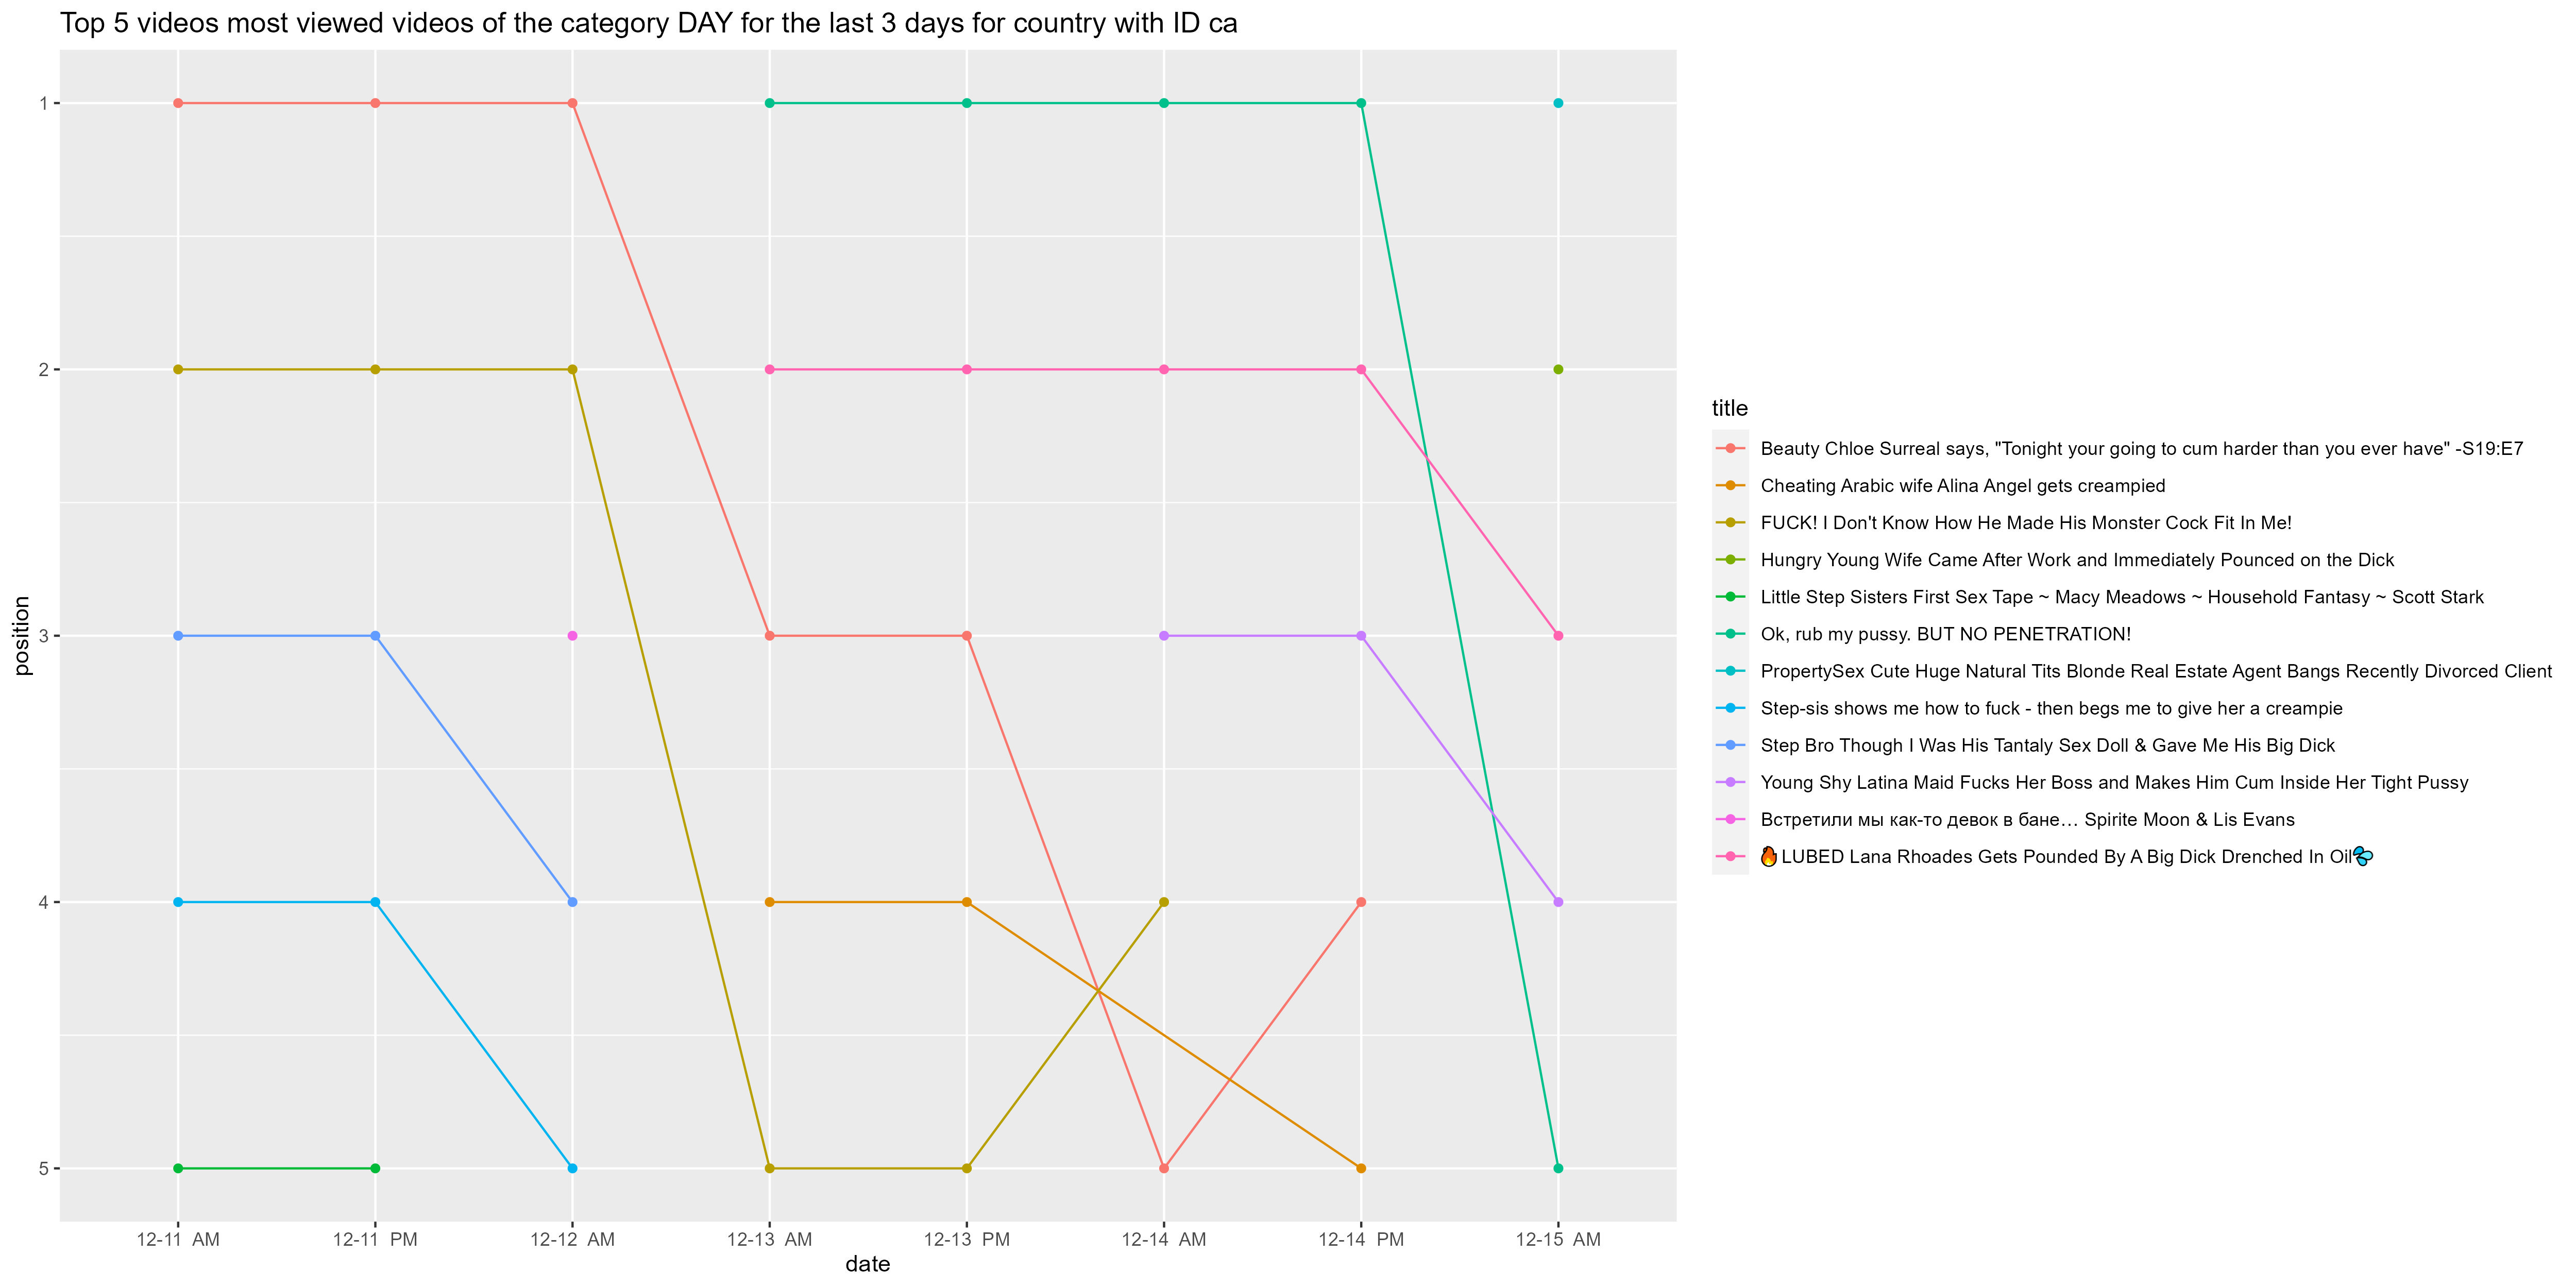 Top 5 videos most viewed videos of the category DAY for the last 3 days for country with ID ca
position
1
2
3
4
5
12-11 AM
12-11 PM
12-12 AM
12-13 AM
12-13 PM
12-14 AM
12-14 PM
12-15 AM
date
title
Beauty Chloe Surreal says, "Tonight your going to cum harder than you ever have" -S19:E7
Cheating Arabic wife Alina Angel gets creampied
FUCK! I Don't Know How He Made His Monster Cock Fit In Me!
Hungry Young Wife Came After Work and Immediately Pounced on the Dick
Little Step Sisters First Sex Tape ~ Macy Meadows ~ Household Fantasy ~ Scott Stark
Ok, rub my pussy. BUT NO PENETRATION!
PropertySex Cute Huge Natural Tits Blonde Real Estate Agent Bangs Recently Divorced Client
Step-sis shows me how to fuck - then begs me to give her a creampie
Step Bro Though I Was His Tantaly Sex Doll & Gave Me His Big Dick
Young Shy Latina Maid Fucks Her Boss and Makes Him Cum Inside Her Tight Pussy
Встретили мы как-то девок в бане… Spirite Moon & Lis Evans
🔥LUBED Lana Rhoades Gets Pounded By A Big Dick Drenched In Oil💦